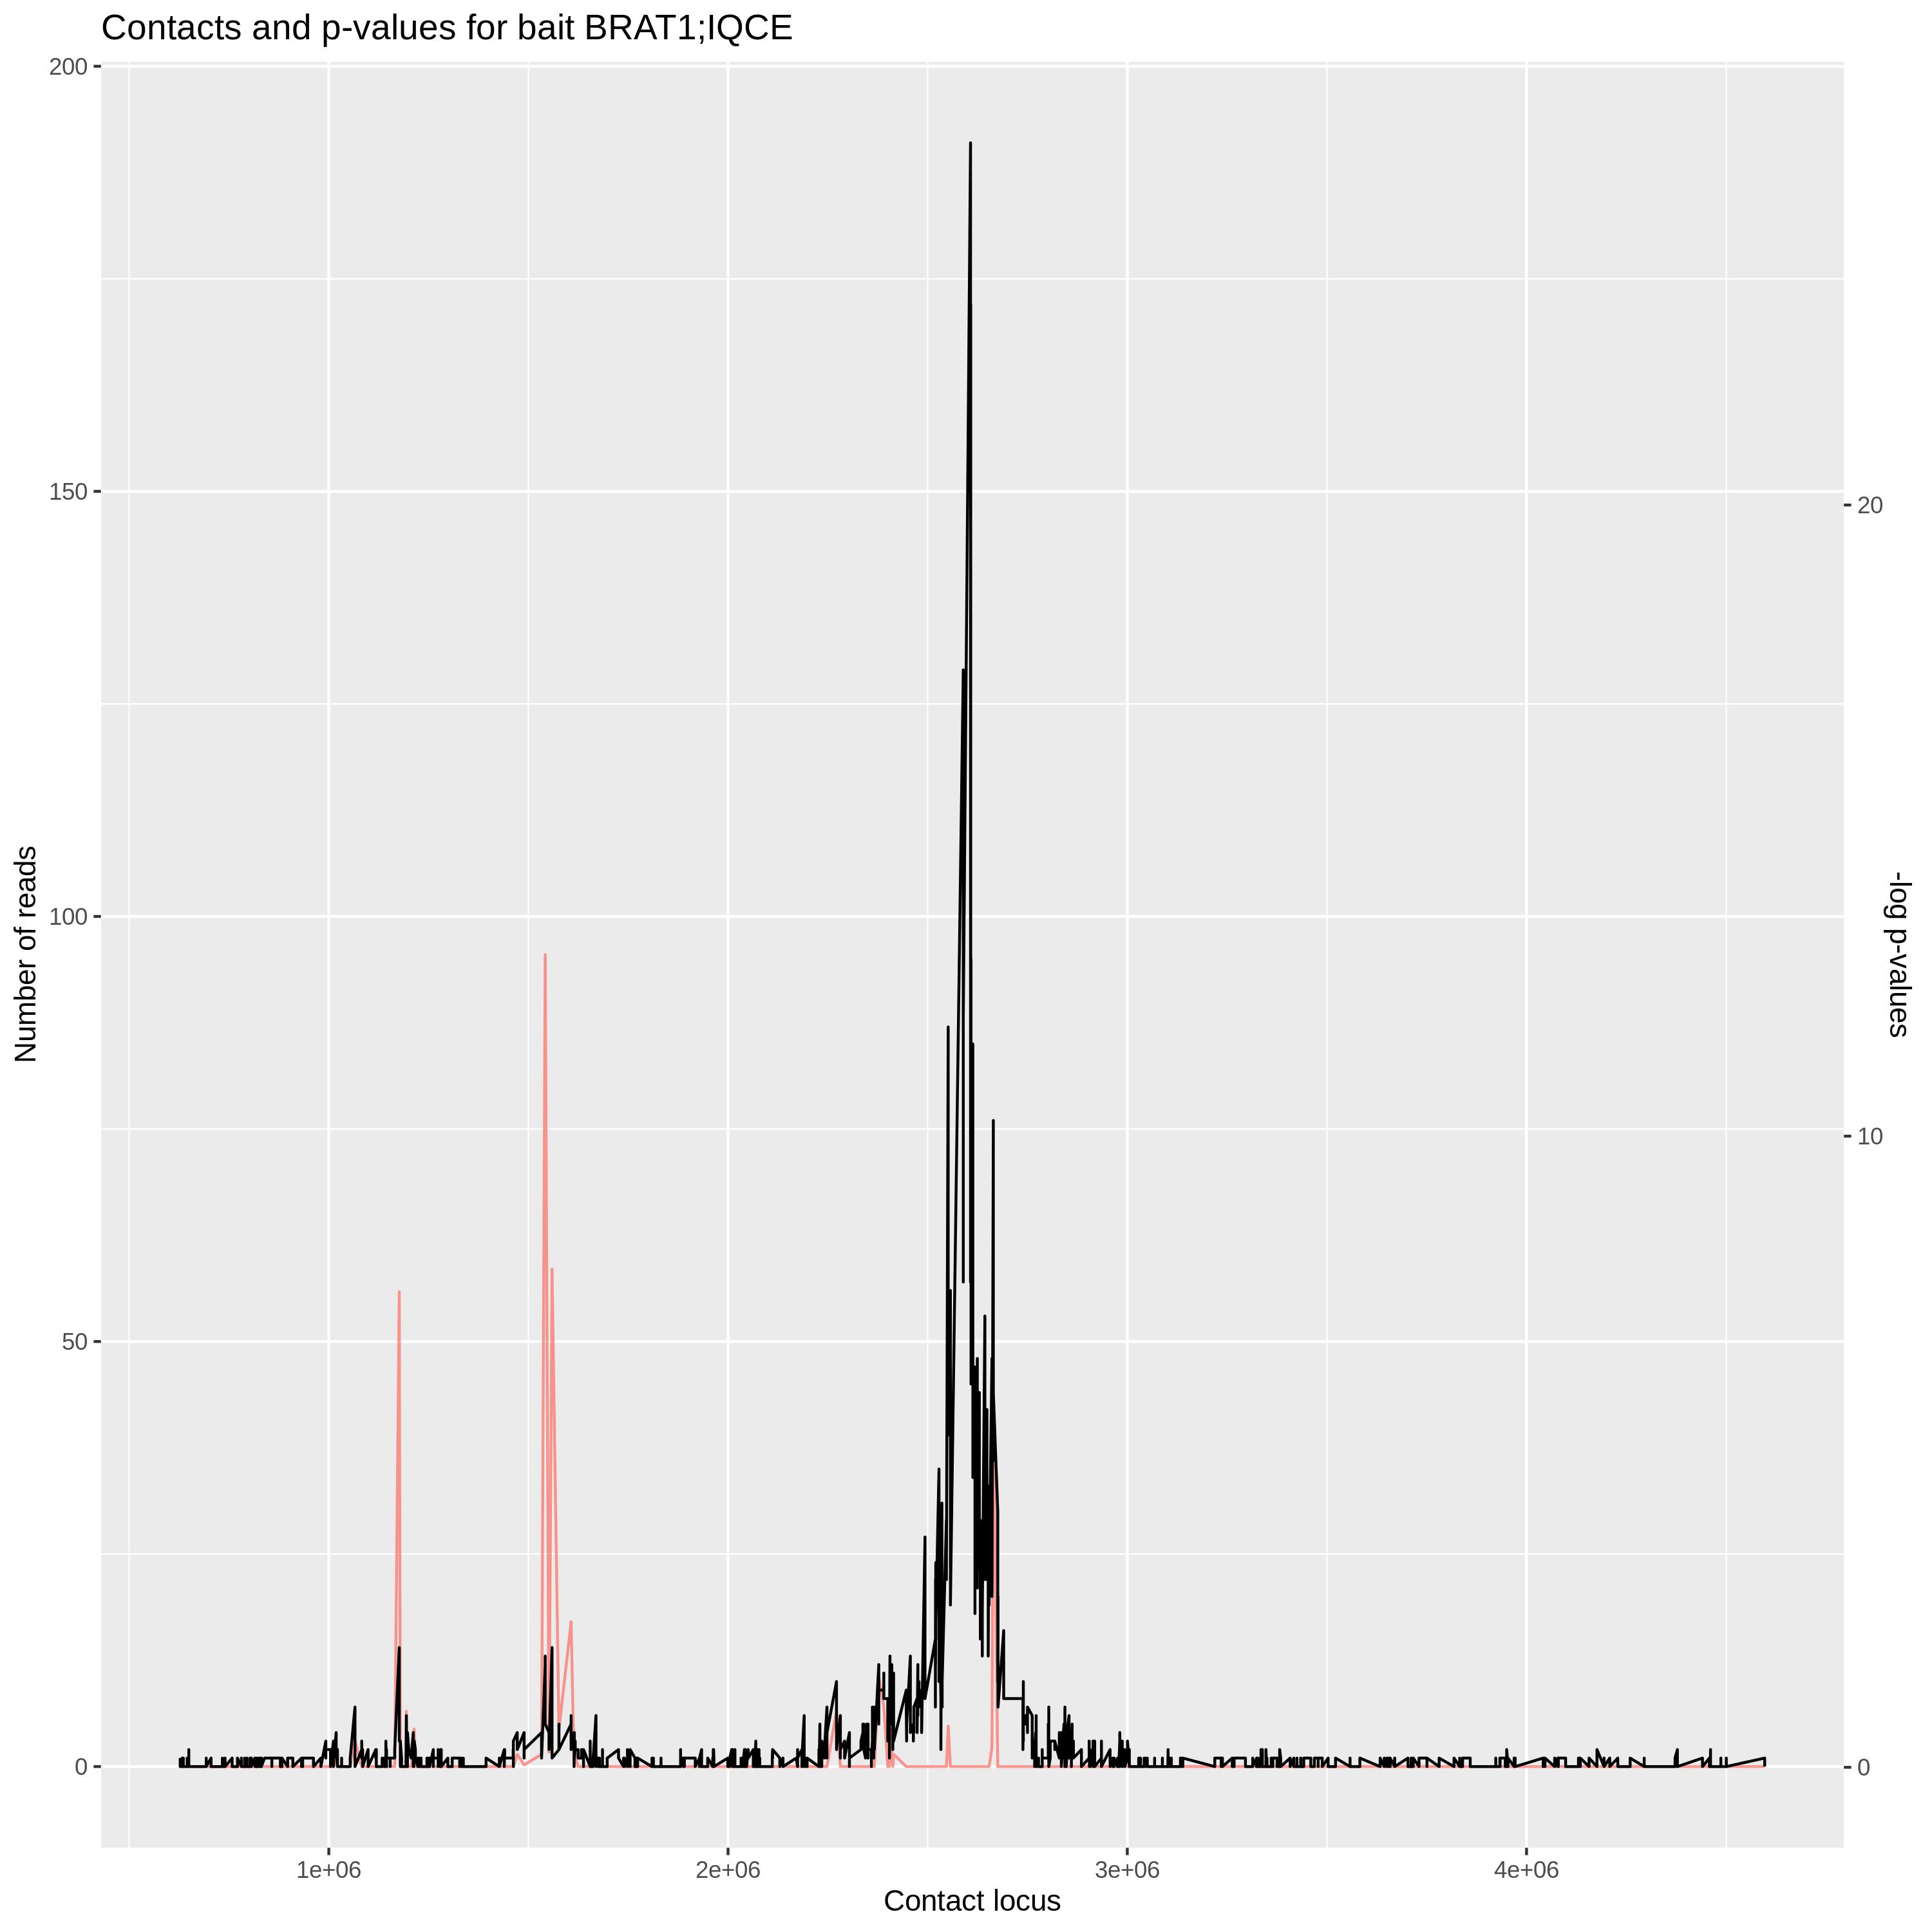 Contacts and p-values for bait BRAT1;IQCE
200
150
100
50
0
Number of reads
20
10
0
-log p-values
1e+06
2e+06
3e+06
4e+06
Contact locus